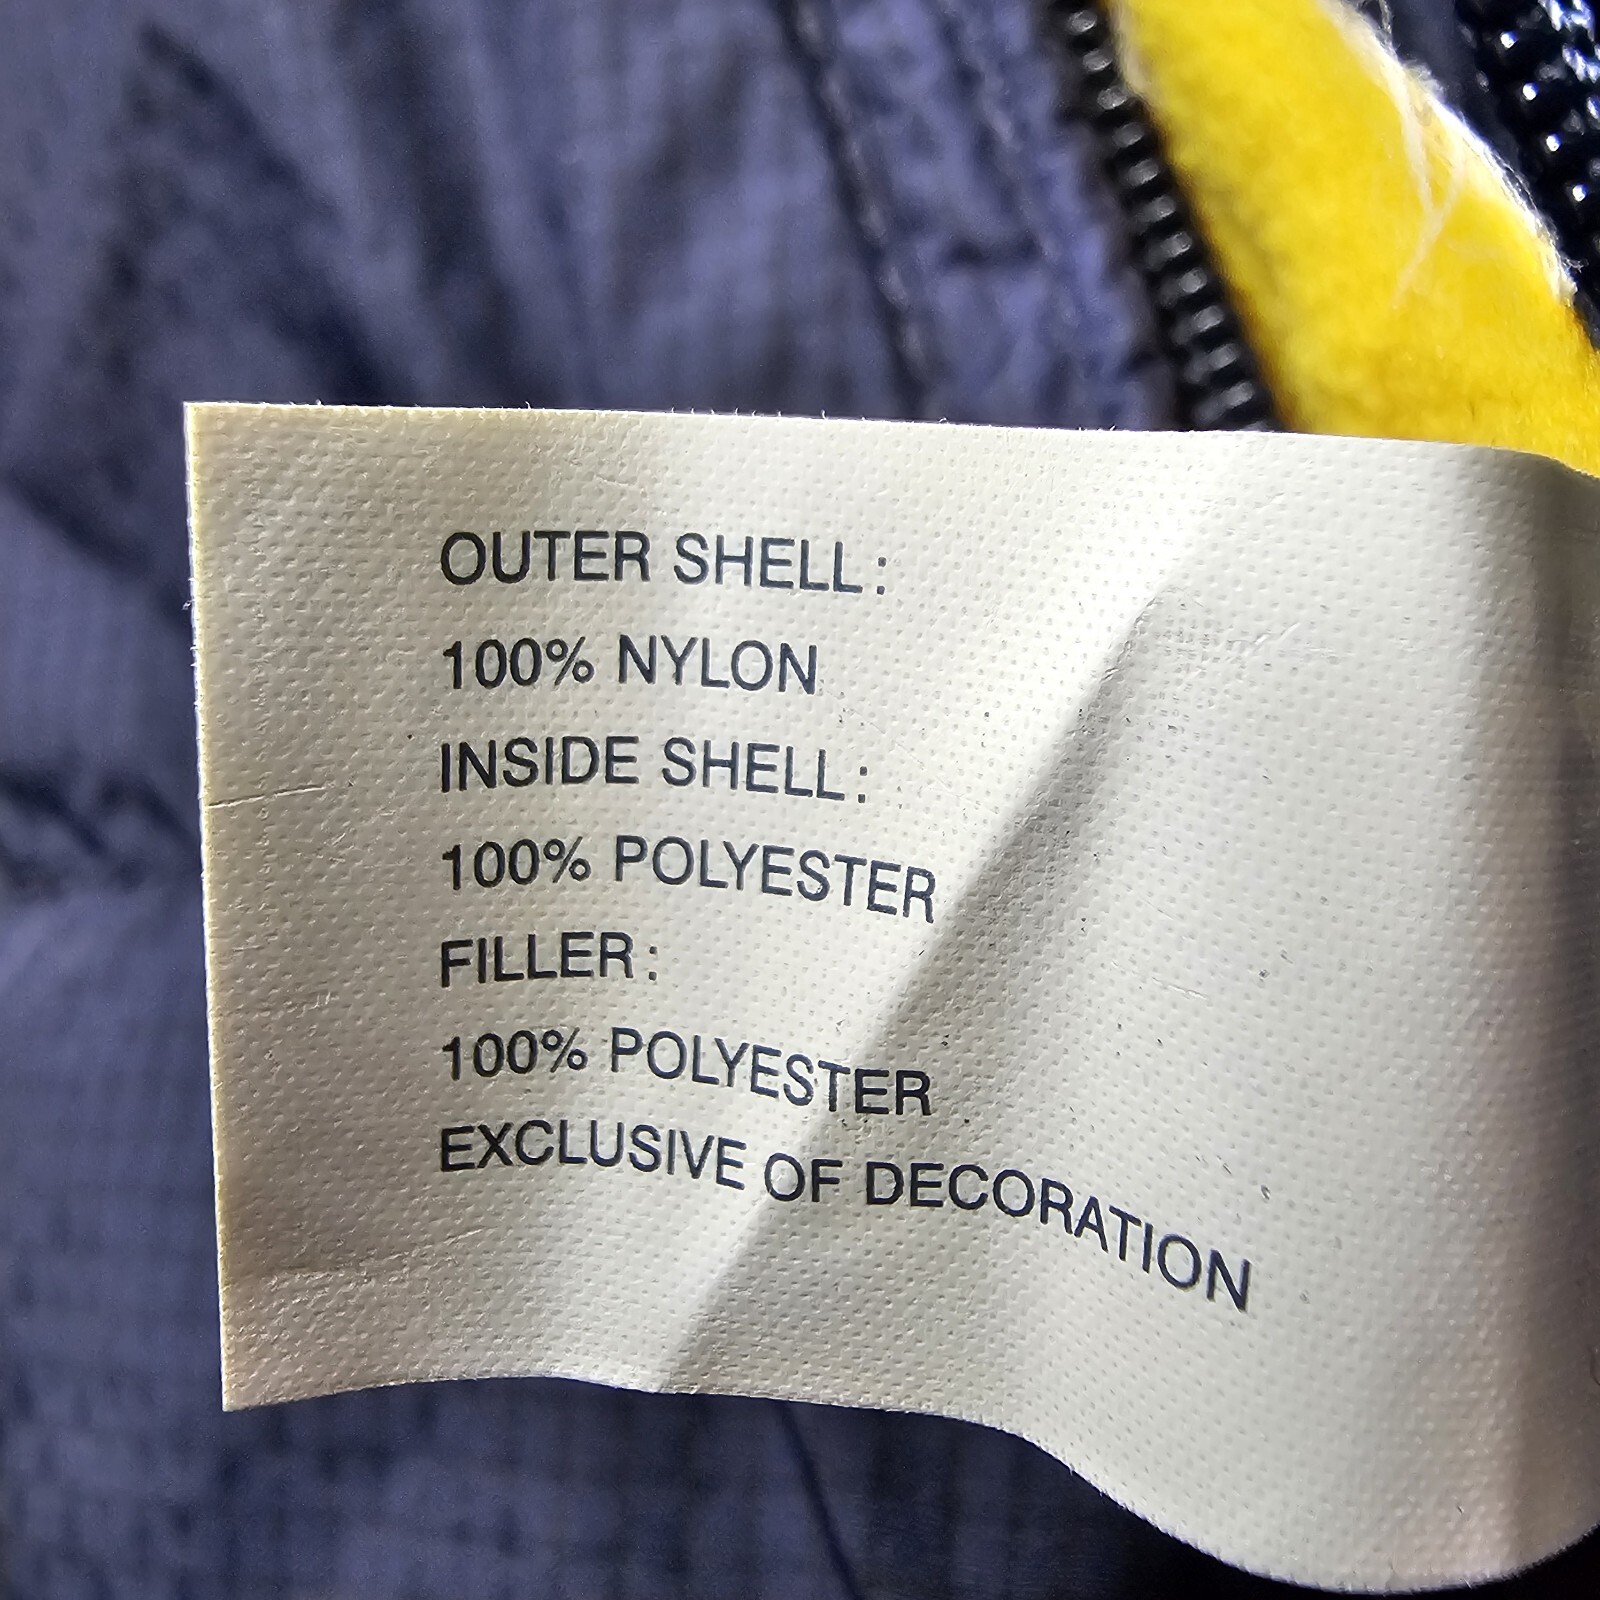 OUTER SHELL:
100% NYLON
INSIDE SHELL:
100% POLYESTER
FILLER:
100% POLYESTER
EXCLUSIVE OF DECORATION